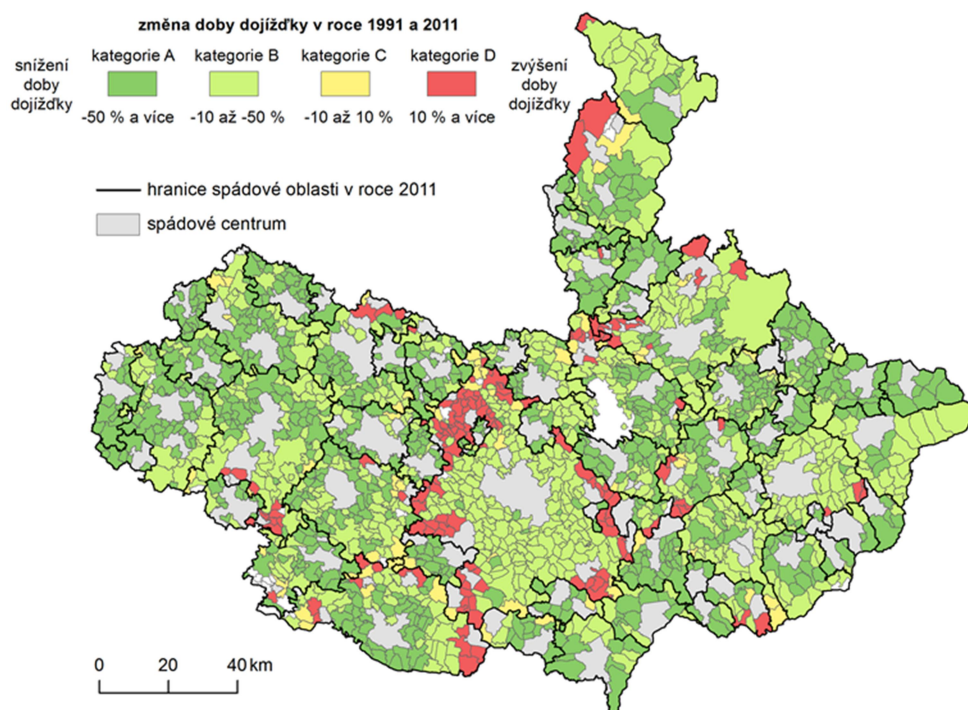 změna doby dojížďky v roce 1991 a 2011
snížení
doby
dojížďky
kategorie A
kategorie B
kategorie C
kategorie D
zvýšení
doby
dojížďky
-50 % a více
-10 až -50 %
-10 až 10 %
10 % a více
hranice spádové oblasti v roce 2011
spádové centrum
0 20 40 km